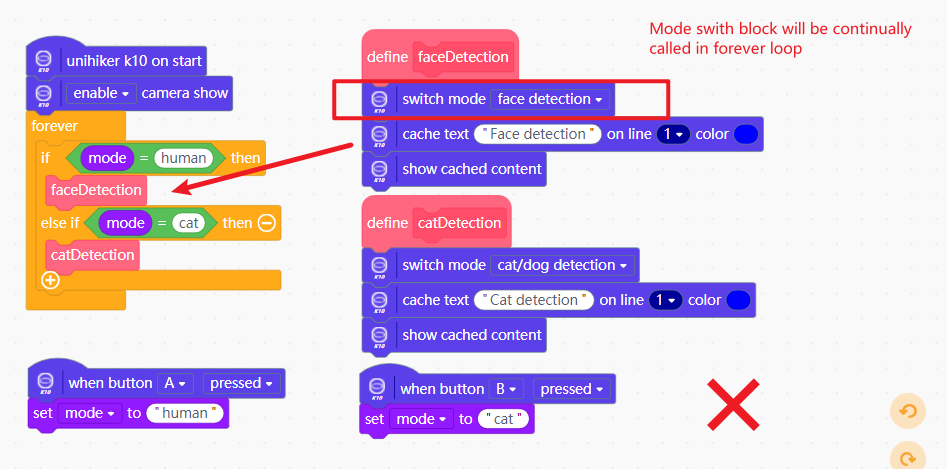 Mode swith block will be continually
called in forever loop
unihiker k10 on start
enable camera show
forever
if mode = human then
faceDetection
else if mode = cat then
catDetection
when button A pressed
set mode to "human"
define faceDetection
switch mode face detection
cache text "Face detection" on line 1 color
show cached content
define catDetection
switch mode cat/dog detection
cache text "Cat detection" on line 1 color
show cached content
when button B pressed
set mode to "cat"
K10
K10
K10
K10
K10
K10
K10
K10
K10
K10